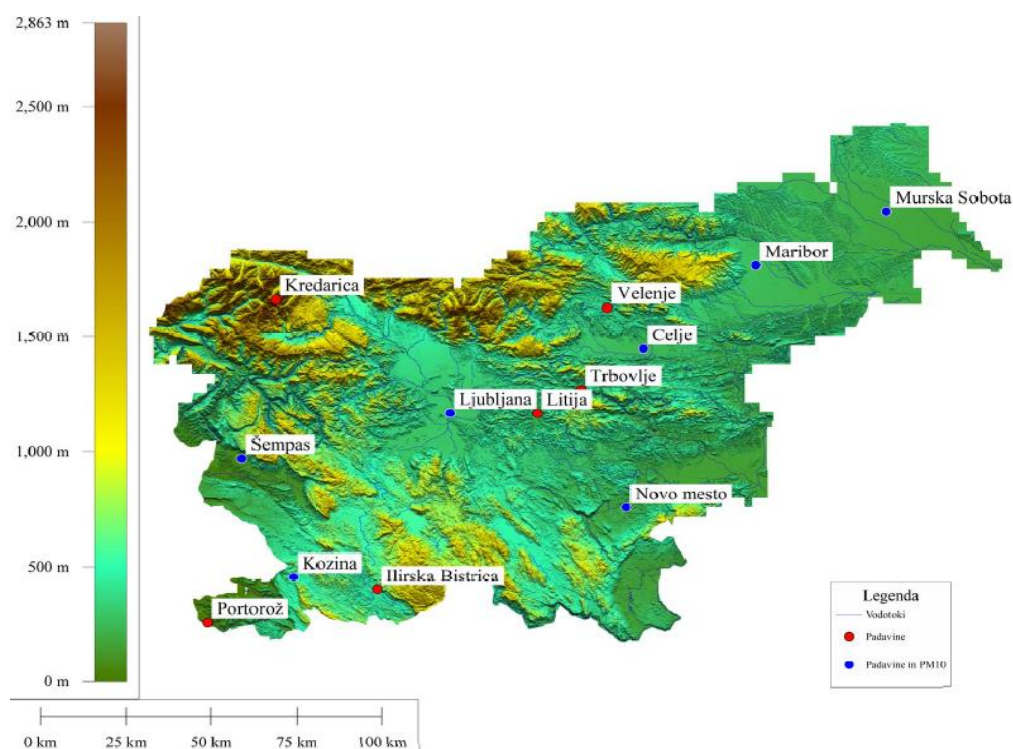 2,863 m
2,500 m
2,000 m
1,500 m
1,000 m
500 m
0 m
Murska Sobota
Maribor
Kredarica
Velenje
Celje
Trbovlje
Ljubljana
Litija
Šempas
Novo mesto
Kozina
Ilirska Bistrica
Portorož
Legenda
Vodotoki
Padavine
Padavine in PM10
0 km
25 km
50 km
75 km
100 km